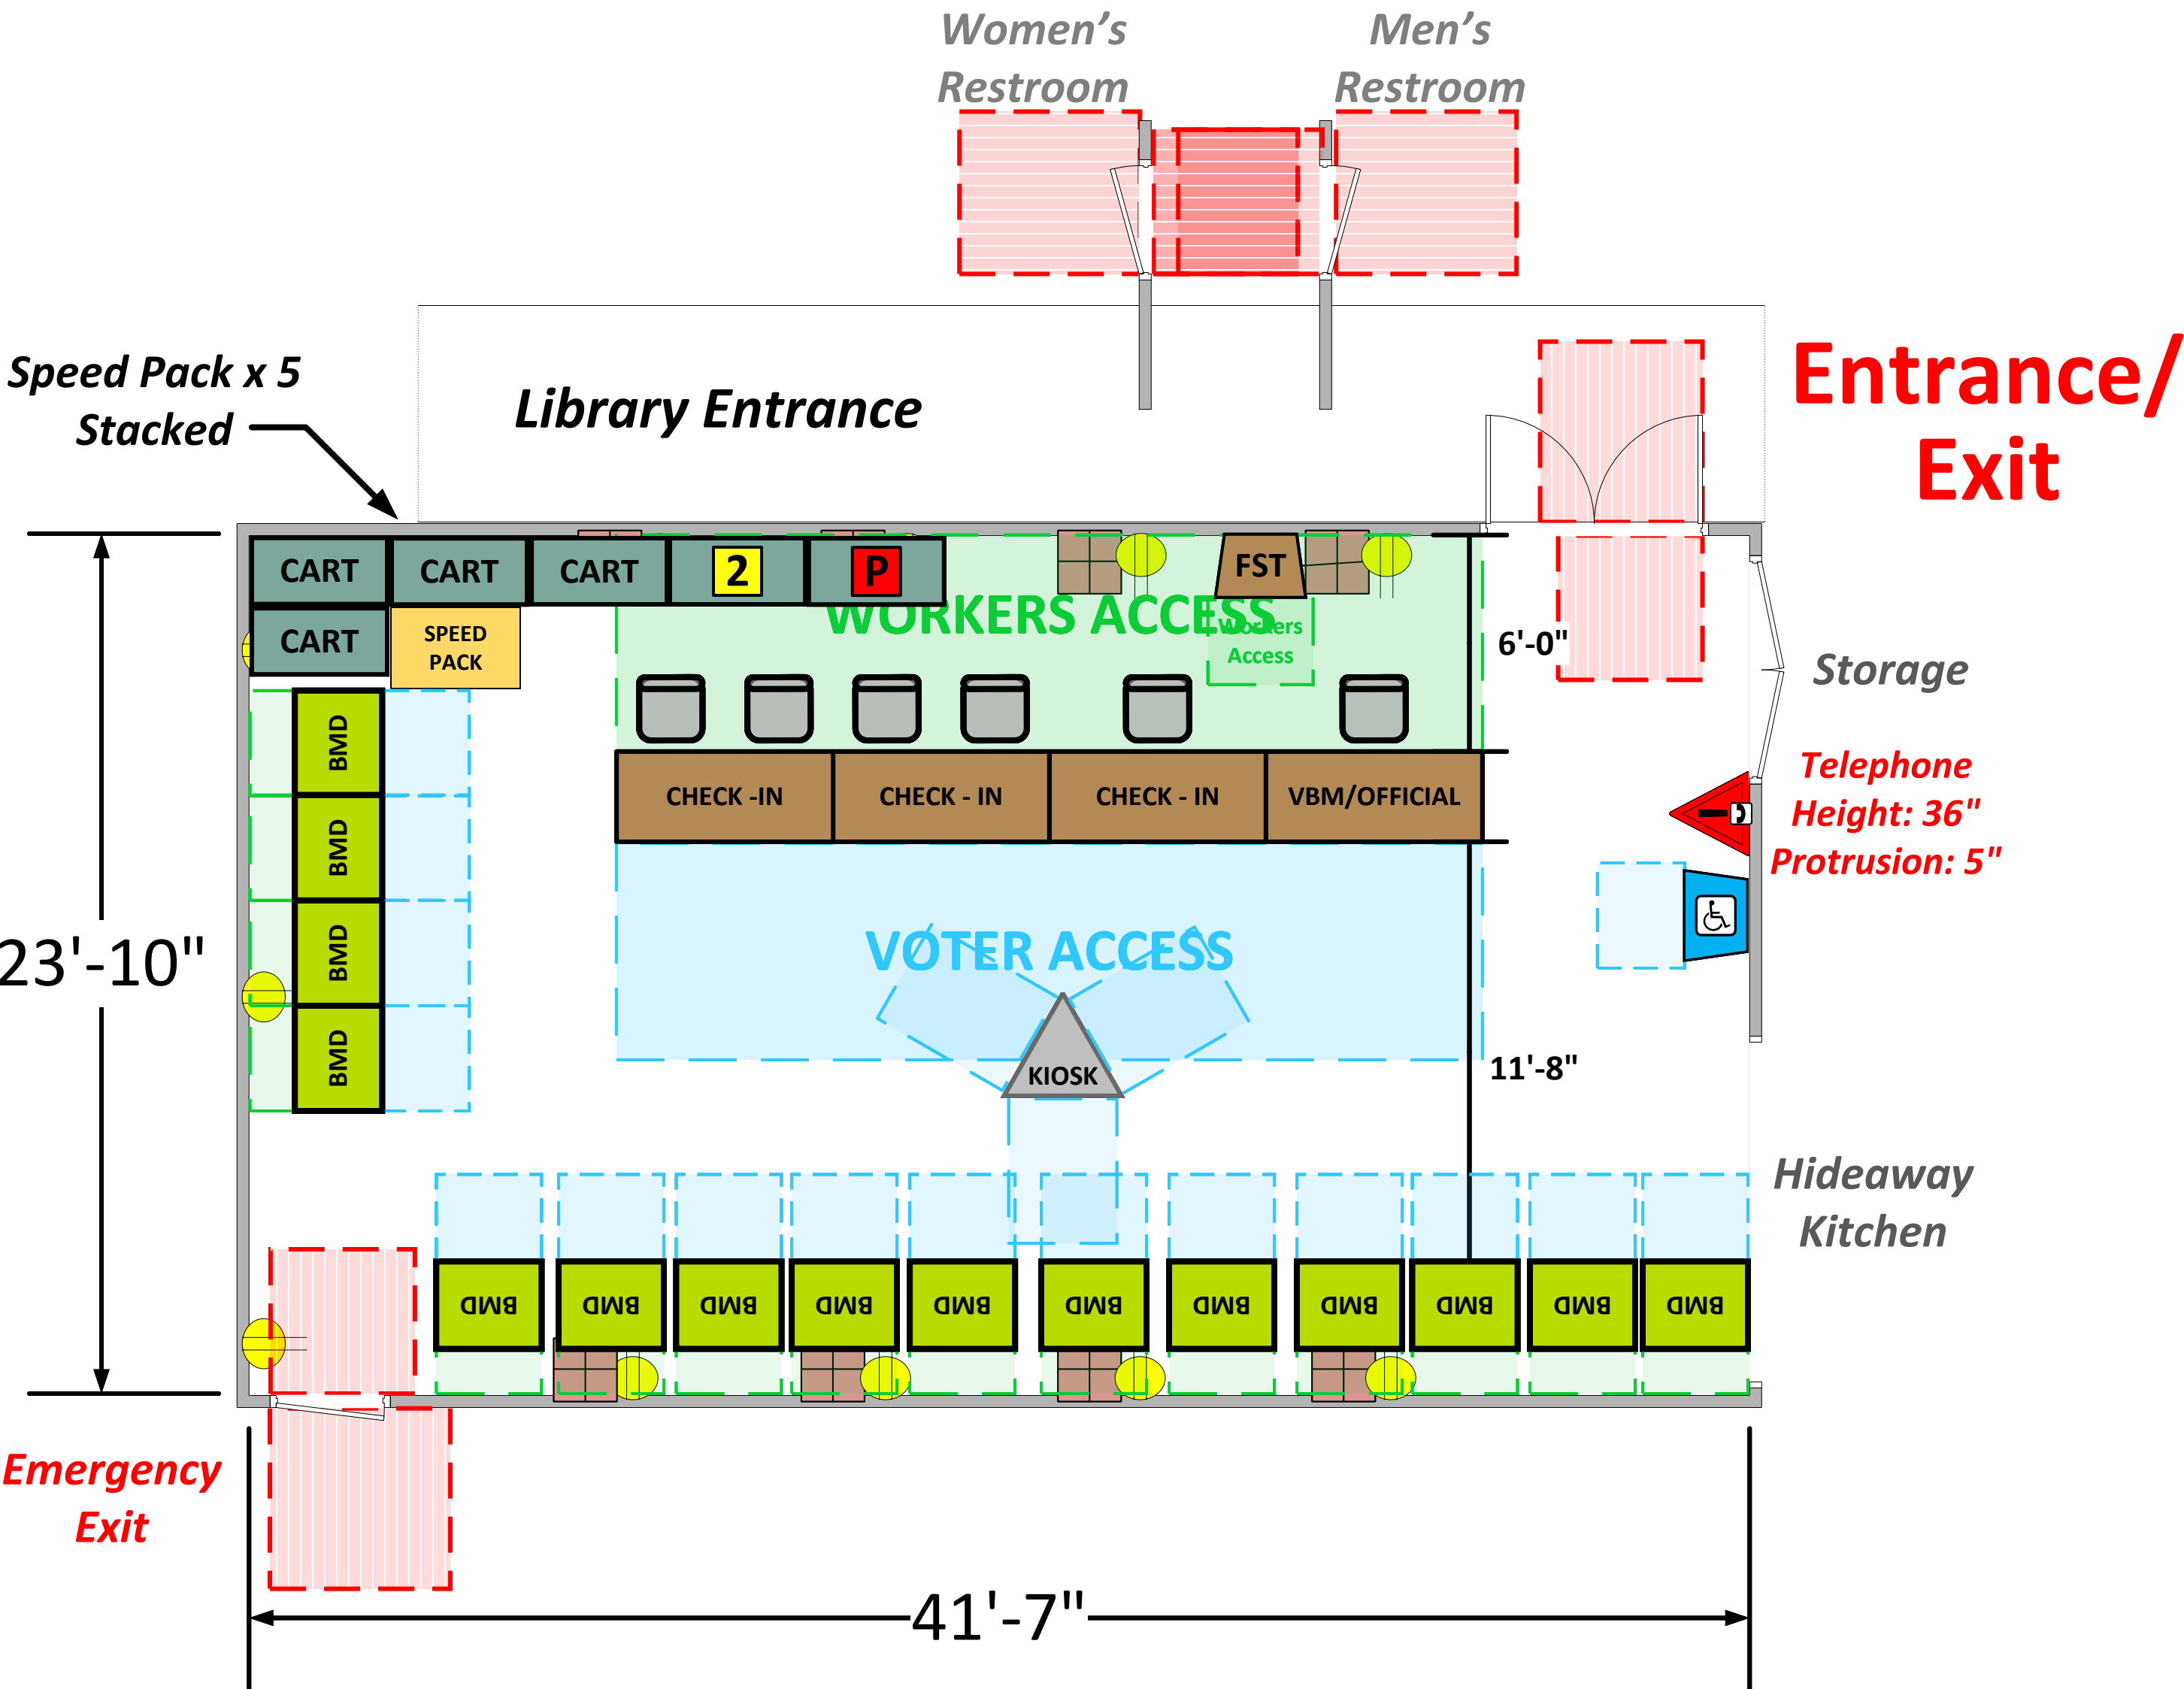 Women’s
Restroom
Men’s
Restroom
Entrance/
Exit
Speed Pack x 5
Stacked
Library Entrance
CART
CART
CART
2
P
FST
CART
SPEED
PACK
WORKERS ACCESS
Workers
Access
6'-0"
Storage
BMD
BMD
BMD
BMD
CHECK -IN
CHECK - IN
CHECK - IN
VBM/OFFICIAL
Telephone
Height: 36"
Protrusion: 5"
23'-10"
VOTER ACCESS
KIOSK
11'-8"
Hideaway
Kitchen
BMD
BMD
BMD
BMD
BMD
BMD
BMD
BMD
BMD
BMD
BMD
Emergency
Exit
41'-7"